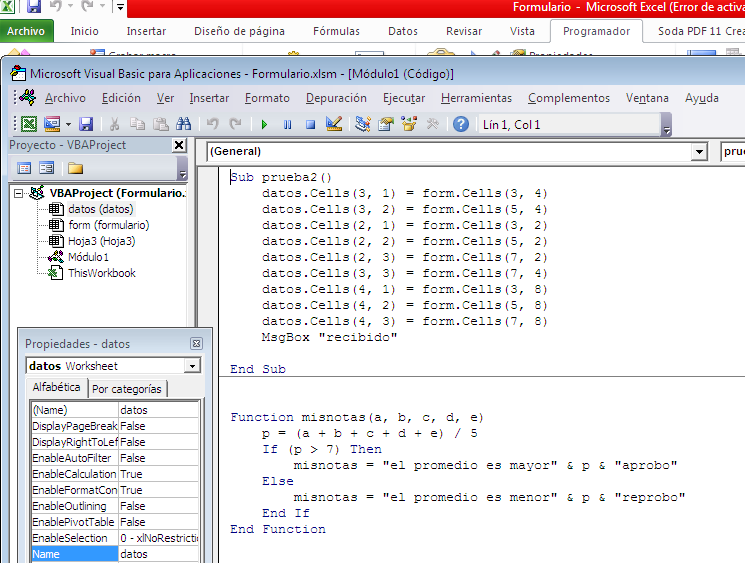 Formulario - Microsoft Excel (Error de activa
Archivo Inicio Insertar Diseño de página Fórmulas Datos Revisar Vista Programador Soda PDF 11 Crea
Microsoft Visual Basic para Aplicaciones - Formulario.xlsm - [Módulo1 (Código)]
Archivo Edición Ver Insertar Formato Depuración Ejecutar Herramientas Complementos Ventana Ayuda
Lín 1, Col 1
Proyecto - VBAProject
(General) pru
VBAProject (Formulario.
datos (datos)
form (formulario)
Hoja3 (Hoja3)
Módulo1
ThisWorkbook
Sub prueba2()
datos.Cells(3, 1) = form.Cells(3, 4)
datos.Cells(3, 2) = form.Cells(5, 4)
datos.Cells(2, 1) = form.Cells(3, 2)
datos.Cells(2, 2) = form.Cells(5, 2)
datos.Cells(2, 3) = form.Cells(7, 2)
datos.Cells(3, 3) = form.Cells(7, 4)
datos.Cells(4, 1) = form.Cells(3, 8)
datos.Cells(4, 2) = form.Cells(5, 8)
datos.Cells(4, 3) = form.Cells(7, 8)
MsgBox "recibido"
End Sub
Function misnotas(a, b, c, d, e)
p = (a + b + c + d + e) / 5
If (p > 7) Then
misnotas = "el promedio es mayor" & p & "aprobo"
Else
misnotas = "el promedio es menor" & p & "reprobo"
End If
End Function
Propiedades - datos
datos Worksheet
Alfabética Por categorías
(Name) datos
DisplayPageBreak False
DisplayRightToLef False
EnableAutoFilter False
EnableCalculation True
EnableFormatCon True
EnableOutlining False
EnablePivotTable False
EnableSelection 0 - xlNoRestrictio
Name datos